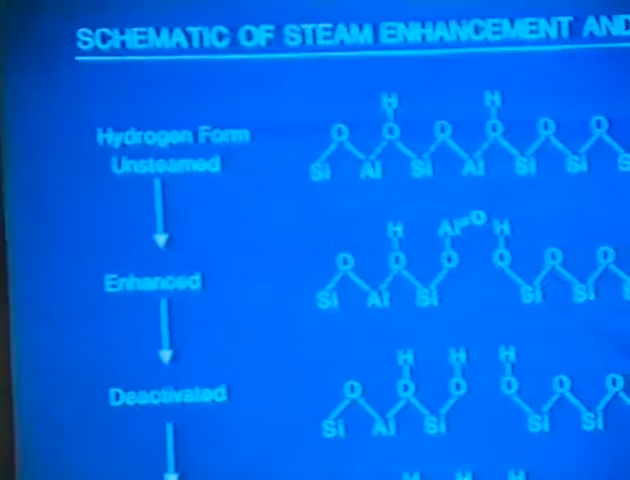 SCHEMATIC OF STEAM ENHANCEMENT AND
Hydrogen Form
Unsteamed
H H
O O O O O O
Si Al Si Al Si Si S
Enhanced
H Al=O H
O O O O O O
Si Al Si Si Si
Deactivated
H H H
O O O O O O
Si Al Si Si Si
H H H